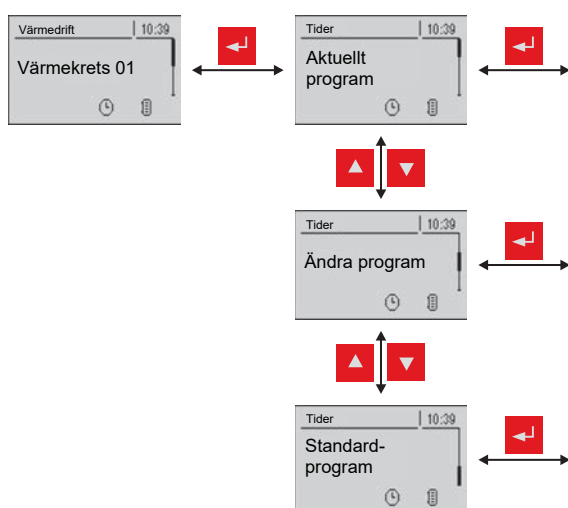 Värmedrift 10:39
Värmekrets 01
Tider 10:39
Aktuellt
program
Tider 10:39
Ändra program
Tider 10:39
Standard-
program